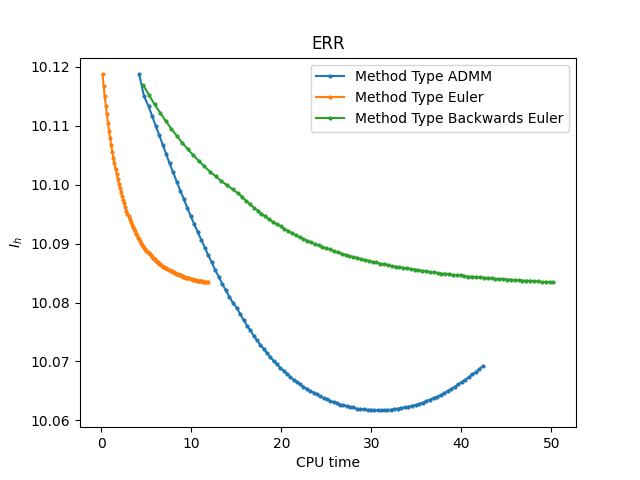 ERR
10.12
10.11
10.10
10.09
10.08
10.07
10.06
I_h
Method Type ADMM
Method Type Euler
Method Type Backwards Euler
0 10 20 30 40 50
CPU time